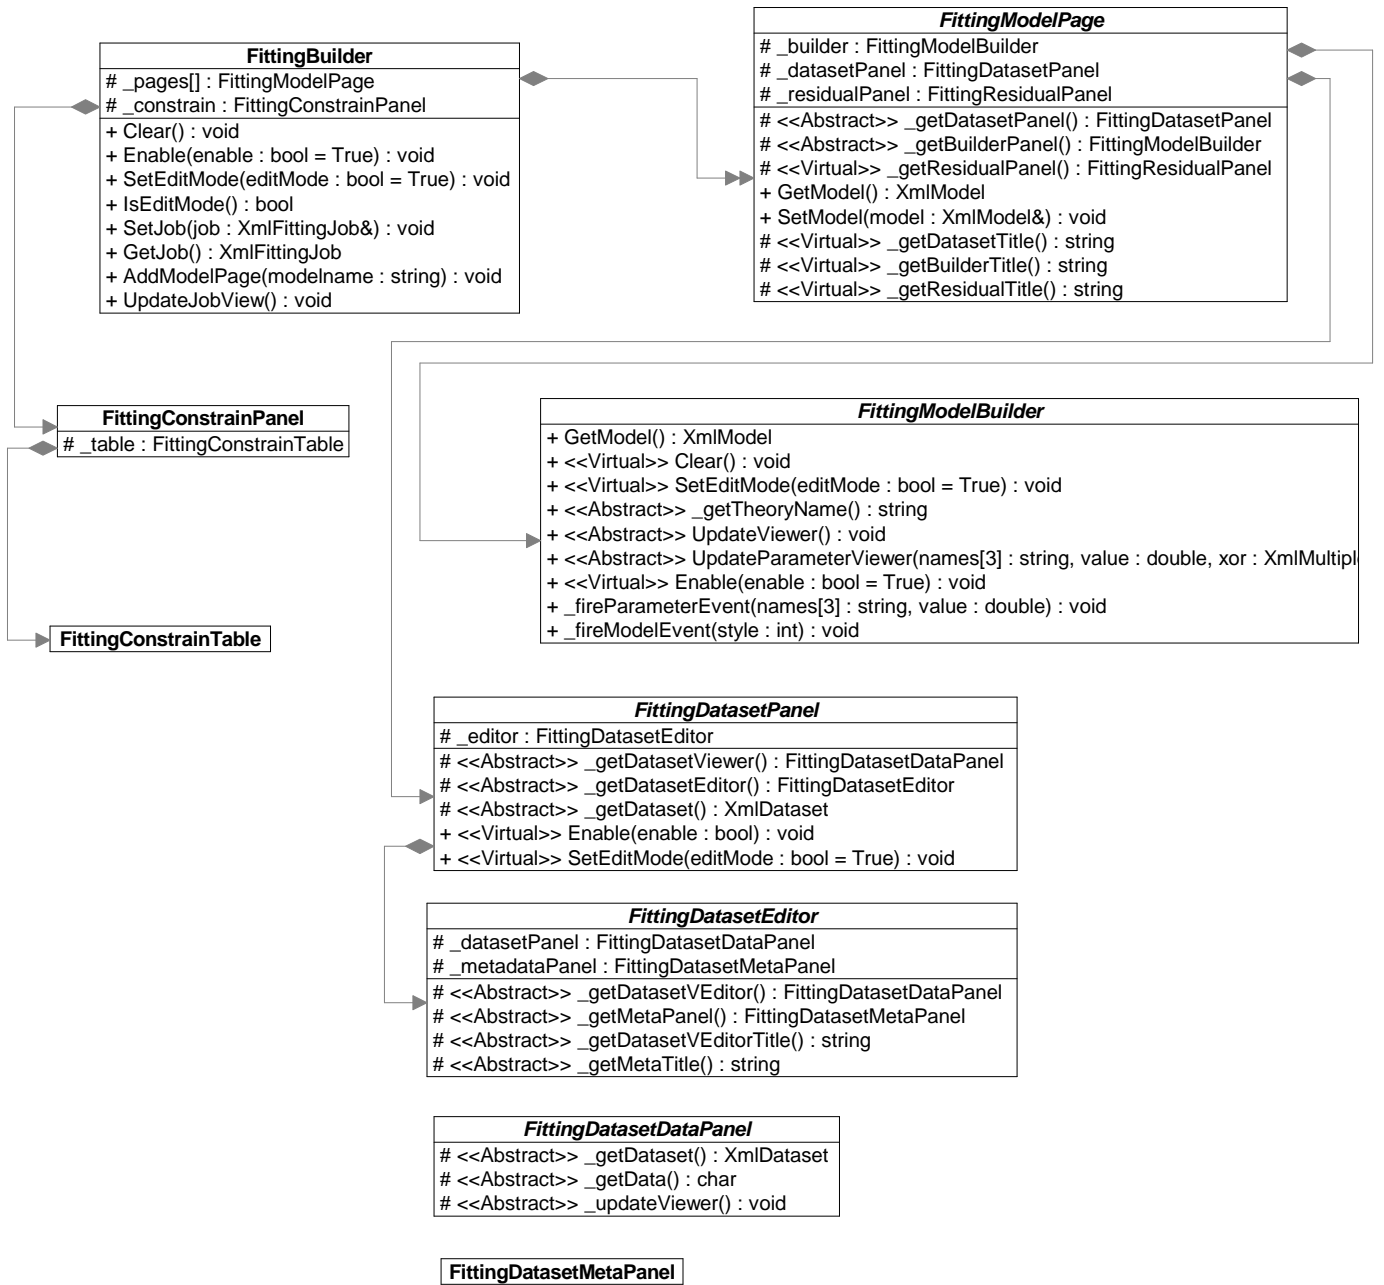 FittingBuilder
# _pages[] : FittingModelPage
# _constrain : FittingConstrainPanel
+ Clear() : void
+ Enable(enable : bool = True) : void
+ SetEditMode(editMode : bool = True) : void
+ IsEditMode() : bool
+ SetJob(job : XmlFittingJob&) : void
+ GetJob() : XmlFittingJob
+ AddModelPage(modelname : string) : void
+ UpdateJobView() : void
FittingModelPage
# _builder : FittingModelBuilder
# _datasetPanel : FittingDatasetPanel
# _residualPanel : FittingResidualPanel
# <<Abstract>> _getDatasetPanel() : FittingDatasetPanel
# <<Abstract>> _getBuilderPanel() : FittingModelBuilder
# <<Virtual>> _getResidualPanel() : FittingResidualPanel
+ GetModel() : XmlModel
+ SetModel(model : XmlModel&) : void
# <<Virtual>> _getDatasetTitle() : string
# <<Virtual>> _getBuilderTitle() : string
# <<Virtual>> _getResidualTitle() : string
FittingConstrainPanel
# _table : FittingConstrainTable
FittingModelBuilder
+ GetModel() : XmlModel
+ <<Virtual>> Clear() : void
+ <<Virtual>> SetEditMode(editMode : bool = True) : void
+ <<Abstract>> _getTheoryName() : string
+ <<Abstract>> UpdateViewer() : void
+ <<Abstract>> UpdateParameterViewer(names[3] : string, value : double, xor : XmlMultipl
+ <<Virtual>> Enable(enable : bool = True) : void
+ _fireParameterEvent(names[3] : string, value : double) : void
+ _fireModelEvent(style : int) : void
FittingConstrainTable
FittingDatasetPanel
# _editor : FittingDatasetEditor
# <<Abstract>> _getDatasetViewer() : FittingDatasetDataPanel
# <<Abstract>> _getDatasetEditor() : FittingDatasetEditor
# <<Abstract>> _getDataset() : XmlDataset
+ <<Virtual>> Enable(enable : bool) : void
+ <<Virtual>> SetEditMode(editMode : bool = True) : void
FittingDatasetEditor
# _datasetPanel : FittingDatasetDataPanel
# _metadataPanel : FittingDatasetMetaPanel
# <<Abstract>> _getDatasetVEditor() : FittingDatasetDataPanel
# <<Abstract>> _getMetaPanel() : FittingDatasetMetaPanel
# <<Abstract>> _getDatasetVEditorTitle() : string
# <<Abstract>> _getMetaTitle() : string
FittingDatasetDataPanel
# <<Abstract>> _getDataset() : XmlDataset
# <<Abstract>> _getData() : char
# <<Abstract>> _updateViewer() : void
FittingDatasetMetaPanel